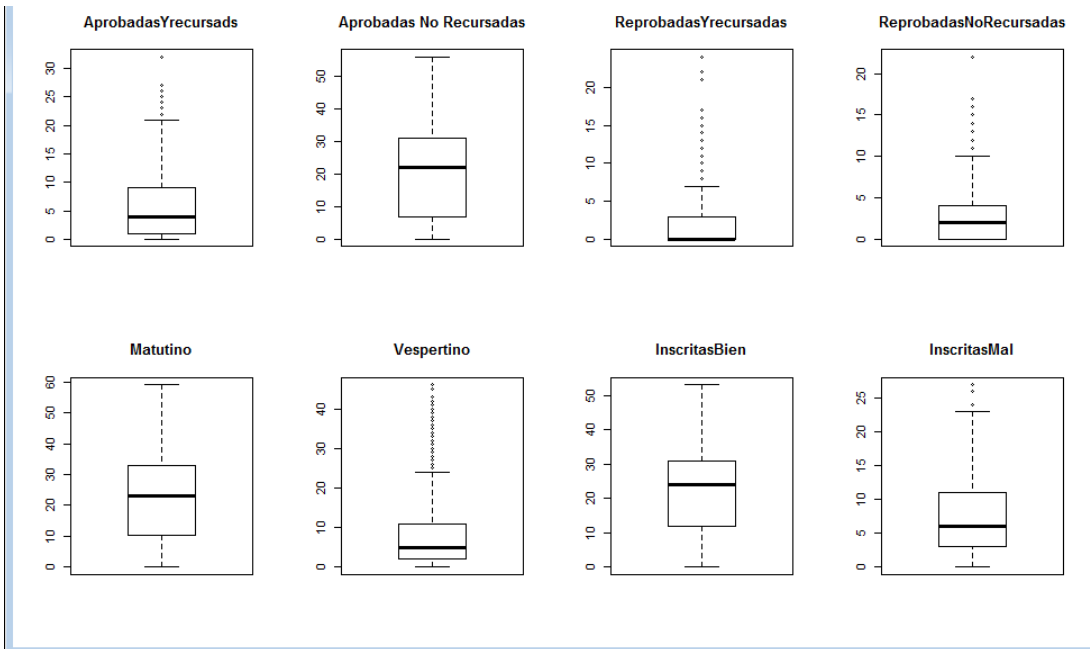 AprobadasYrecursads Aprobadas No Recursadas ReprobadasYrecursadas ReprobadasNoRecursadas
0 5 10 15 20 25 30
0 10 20 30 40 50
0 5 10 15 20
0 5 10 15 20
Matutino Vespertino InscritasBien InscritasMal
0 10 20 30 40 50 60
0 10 20 30 40
0 10 20 30 40 50
0 5 10 15 20 25